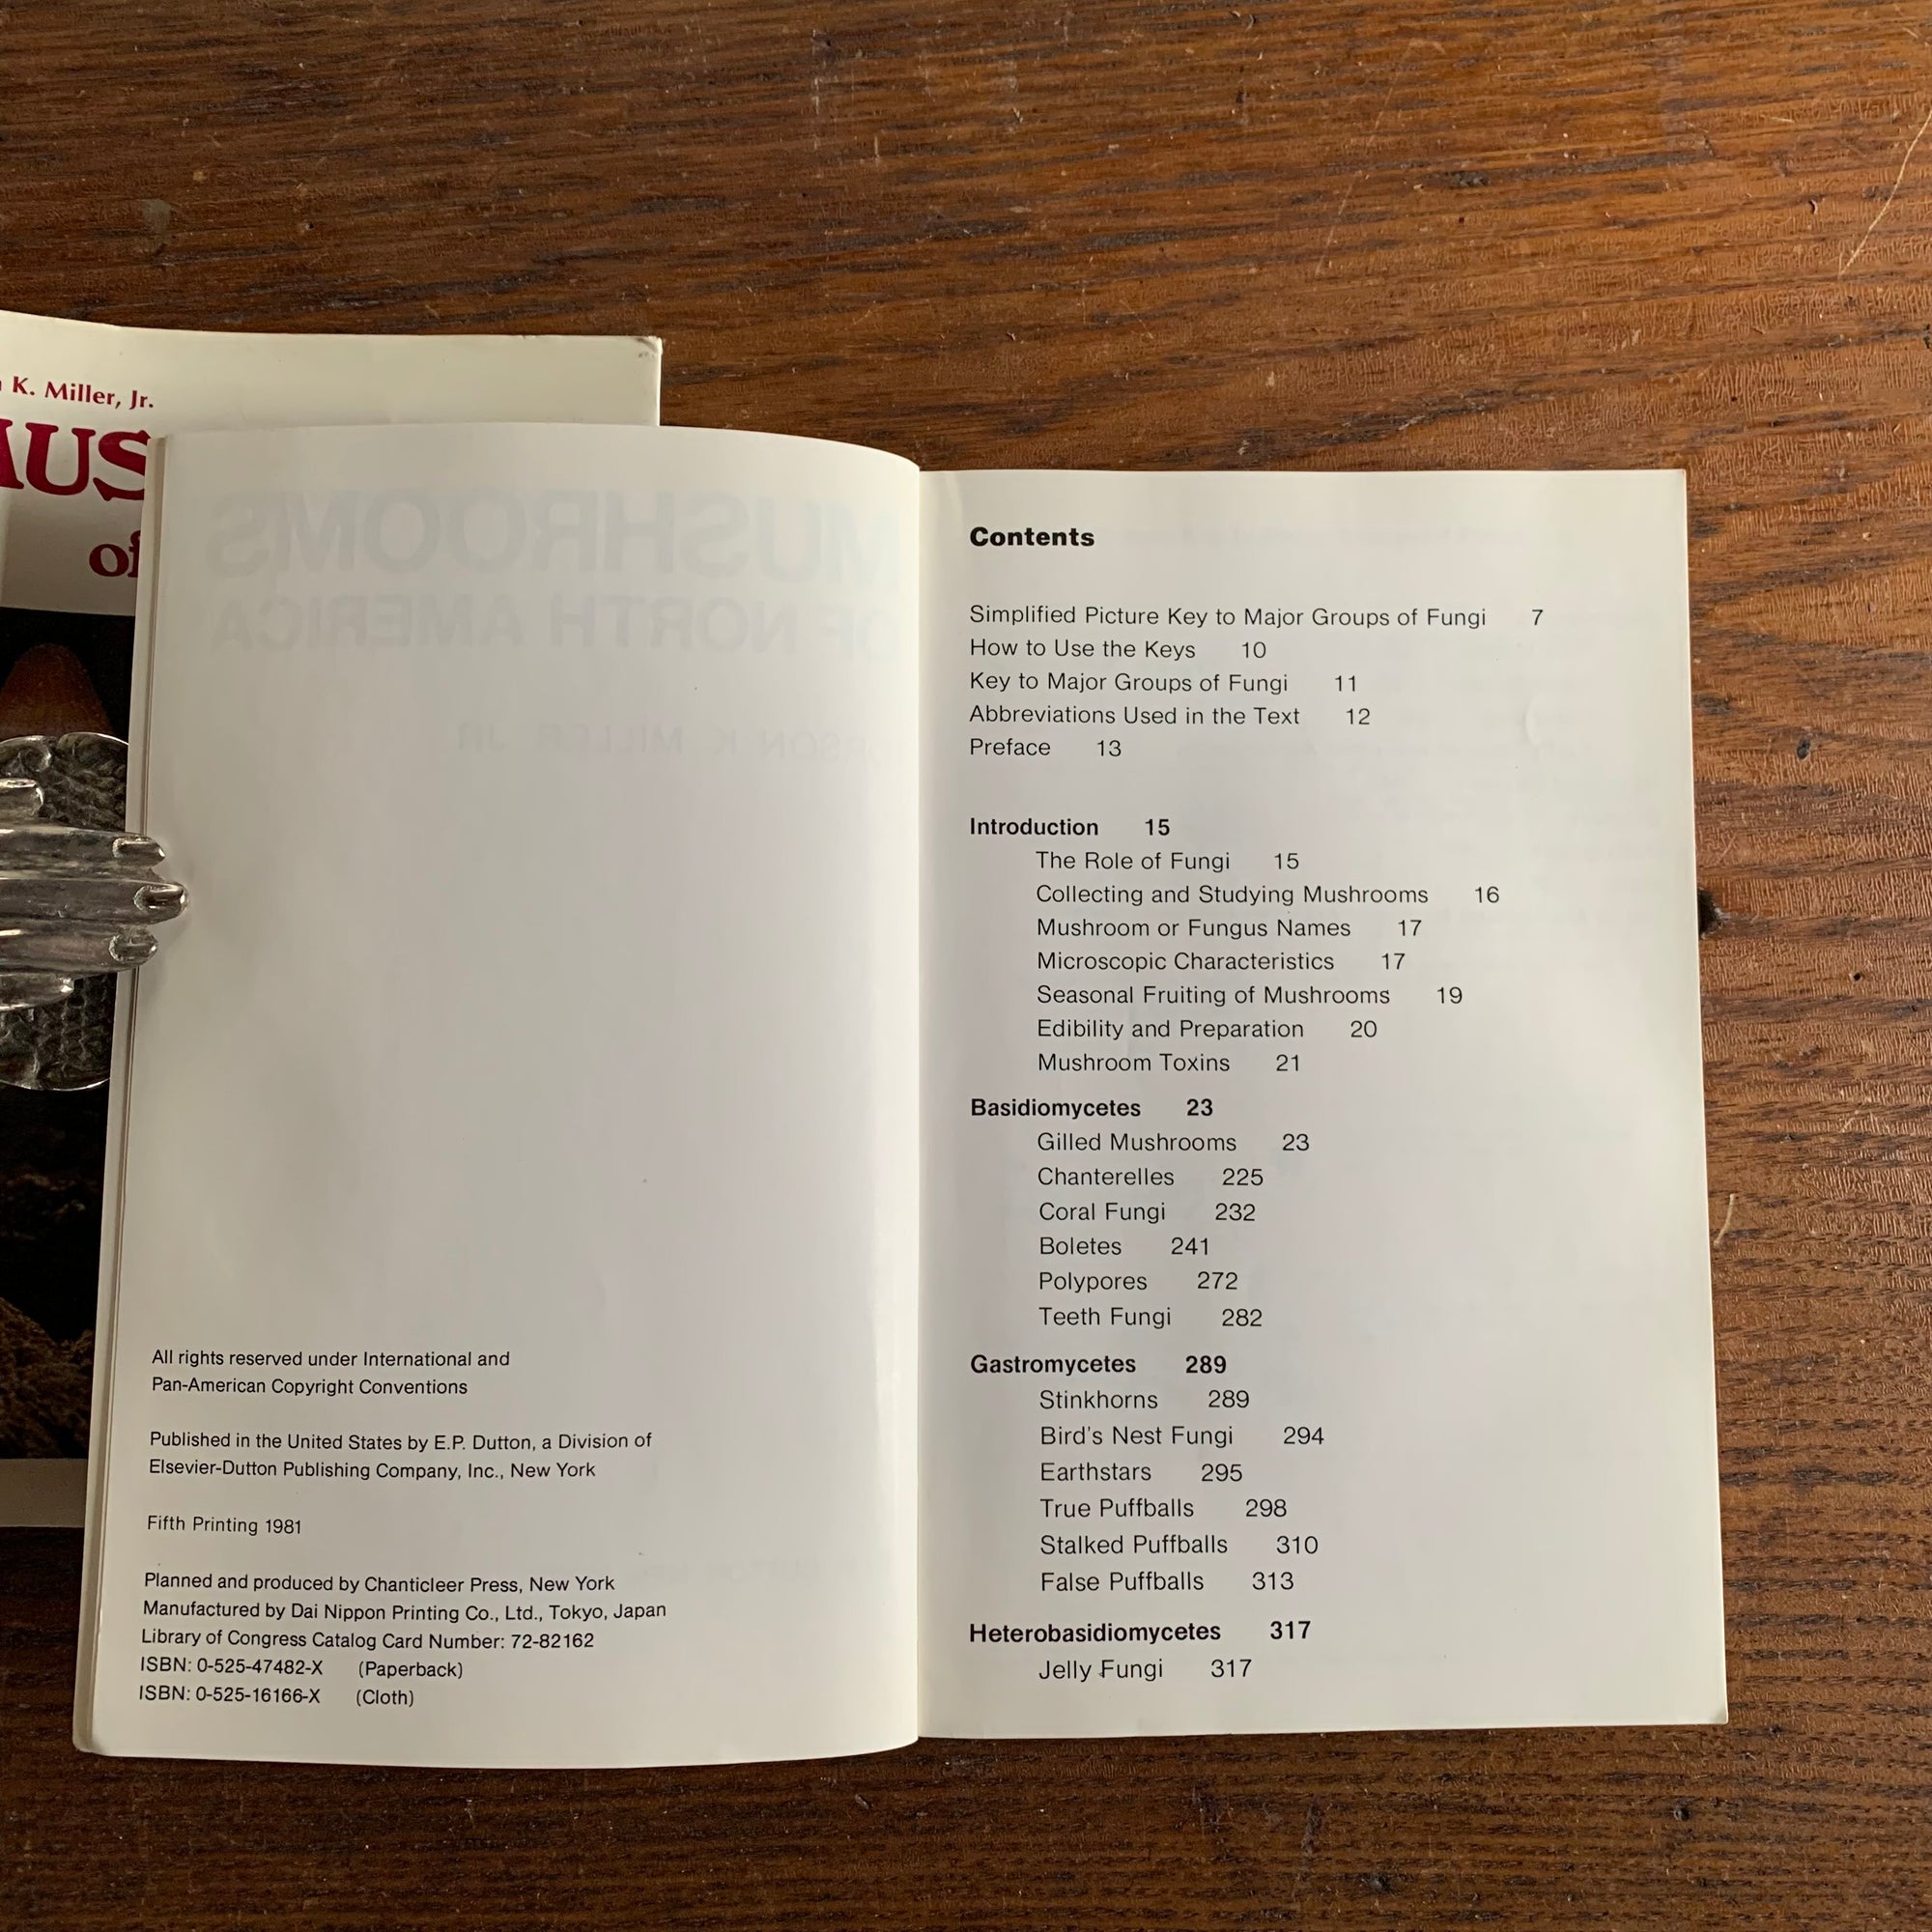 K. Miller, Jr.
of
MUSHROOMS
OF NORTH AMERICA
K. MILLER, JR.
All rights reserved under International and
Pan-American Copyright Conventions
Published in the United States by E.P. Dutton, a Division of
Elsevier-Dutton Publishing Company, Inc., New York
Fifth Printing 1981
Planned and produced by Chanticleer Press, New York
Manufactured by Dai Nippon Printing Co., Ltd., Tokyo, Japan
Library of Congress Catalog Card Number: 72-82162
ISBN: 0-525-47482-X (Paperback)
ISBN: 0-525-16166-X (Cloth)
Contents
Simplified Picture Key to Major Groups of Fungi 7
How to Use the Keys 10
Key to Major Groups of Fungi 11
Abbreviations Used in the Text 12
Preface 13
Introduction 15
The Role of Fungi 15
Collecting and Studying Mushrooms 16
Mushroom or Fungus Names 17
Microscopic Characteristics 17
Seasonal Fruiting of Mushrooms 19
Edibility and Preparation 20
Mushroom Toxins 21
Basidiomycetes 23
Gilled Mushrooms 23
Chanterelles 225
Coral Fungi 232
Boletes 241
Polypores 272
Teeth Fungi 282
Gastromycetes 289
Stinkhorns 289
Bird's Nest Fungi 294
Earthstars 295
True Puffballs 298
Stalked Puffballs 310
False Puffballs 313
Heterobasidiomycetes 317
Jelly Fungi 317